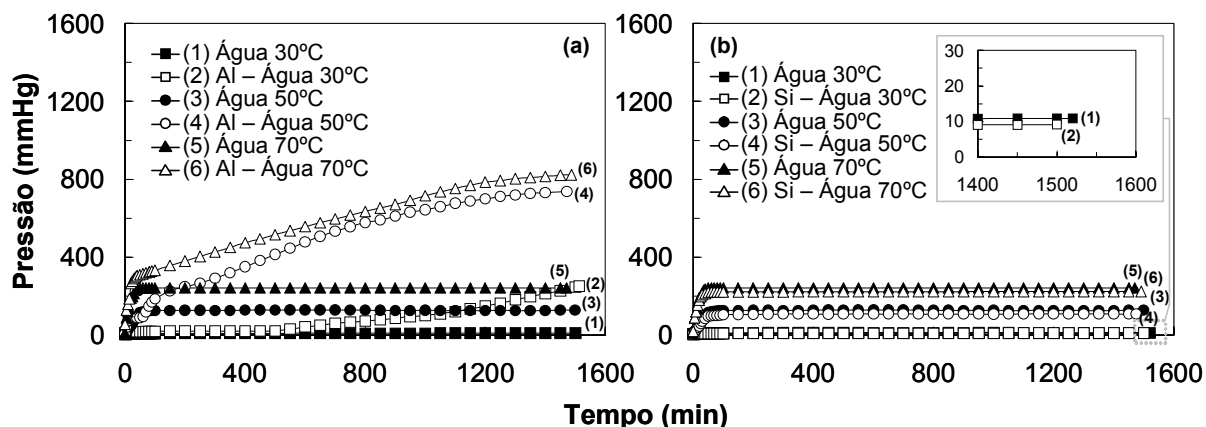 Pressão (mmHg)
1600
1200
800
400
0
(1) Água 30ºC
(2) Al – Água 30ºC
(3) Água 50ºC
(4) Al – Água 50ºC
(5) Água 70ºC
(6) Al – Água 70ºC
(a)
(6)
(4)
(5)
(2)
(3)
(1)
0 400 800 1200 1600
1600
1200
800
400
0
(b)
(1) Água 30ºC
(2) Si – Água 30ºC
(3) Água 50ºC
(4) Si – Água 50ºC
(5) Água 70ºC
(6) Si – Água 70ºC
30
20
10
0
(1)
(2)
1400 1500 1600
(5)
(6)
(3)
(4)
0 400 800 1200 1600
Tempo (min)